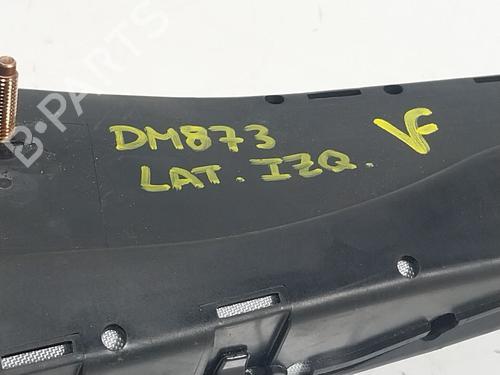 DM873 VF
LAT. IZQ.
B-PARTS